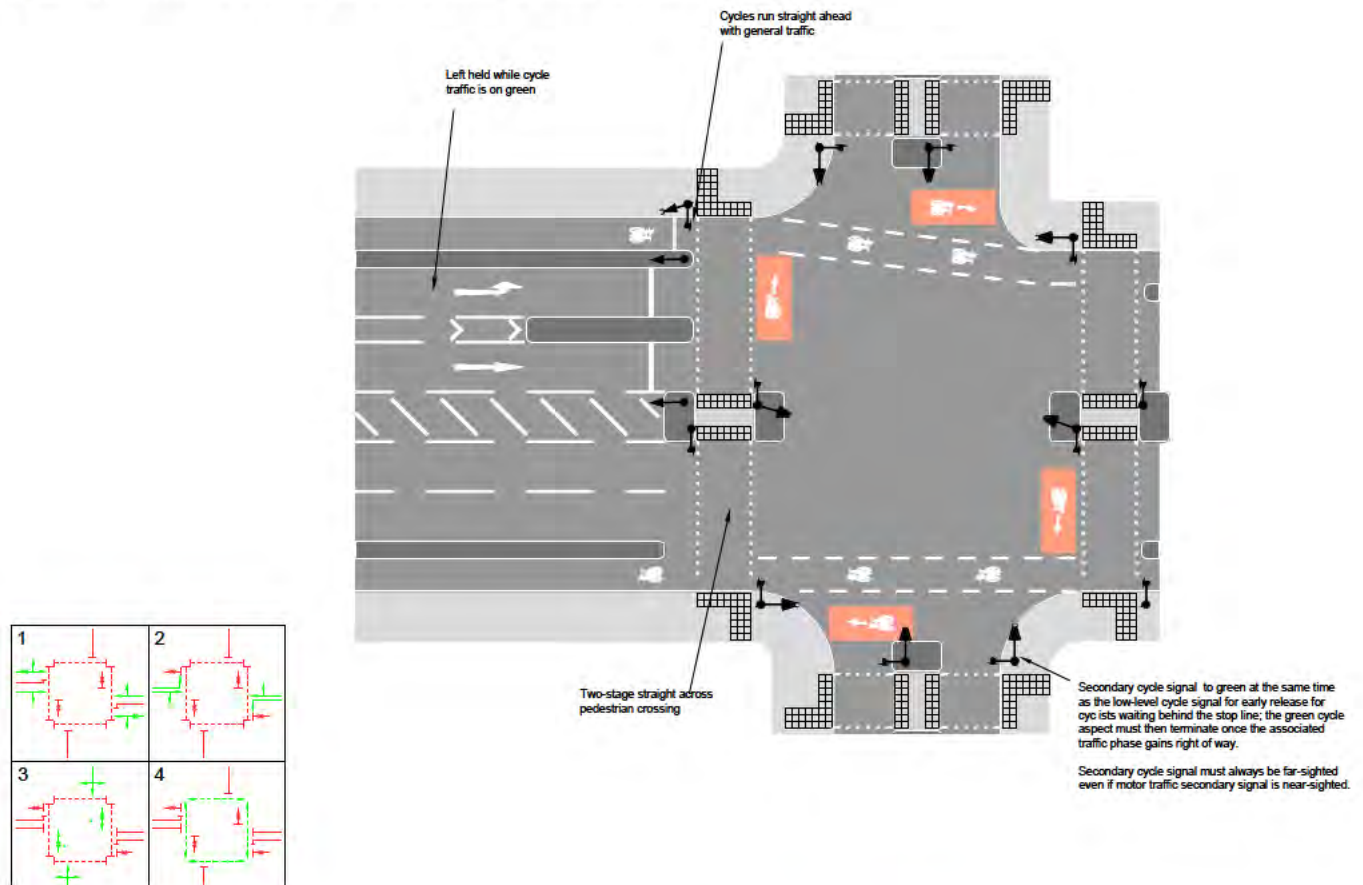 Cycles run straight ahead
with general traffic
Left held while cycle
traffic is on green
Two-stage straight across
pedestrian crossing
Secondary cycle signal to green at the same time
as the low-level cycle signal for early release for
cyc ists waiting behind the stop line; the green cycle
aspect must then terminate once the associated
traffic phase gains right of way.
Secondary cycle signal must always be far-sighted
even if motor traffic secondary signal is near-sighted.
1
2
3
4